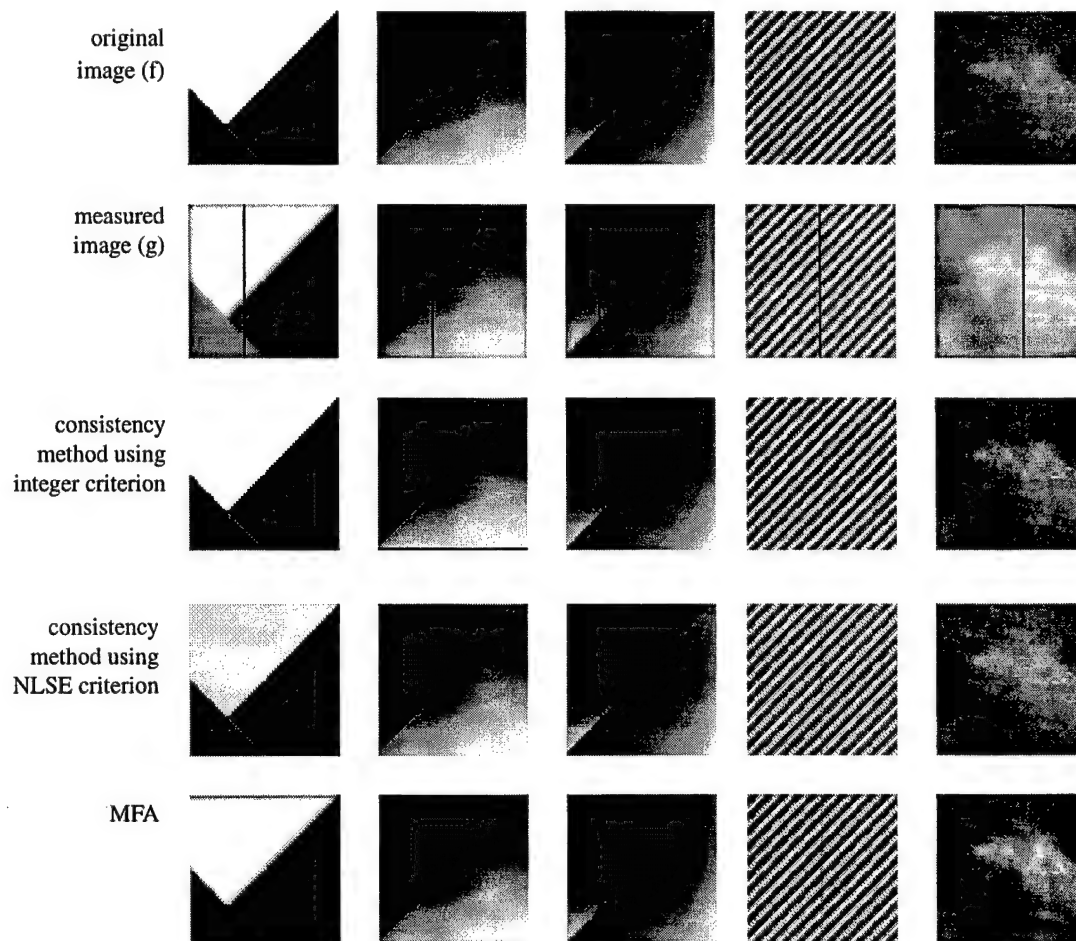 original
image (f)
measured
image (g)
consistency
method using
integer criterion
consistency
method using
NLSE criterion
MFA